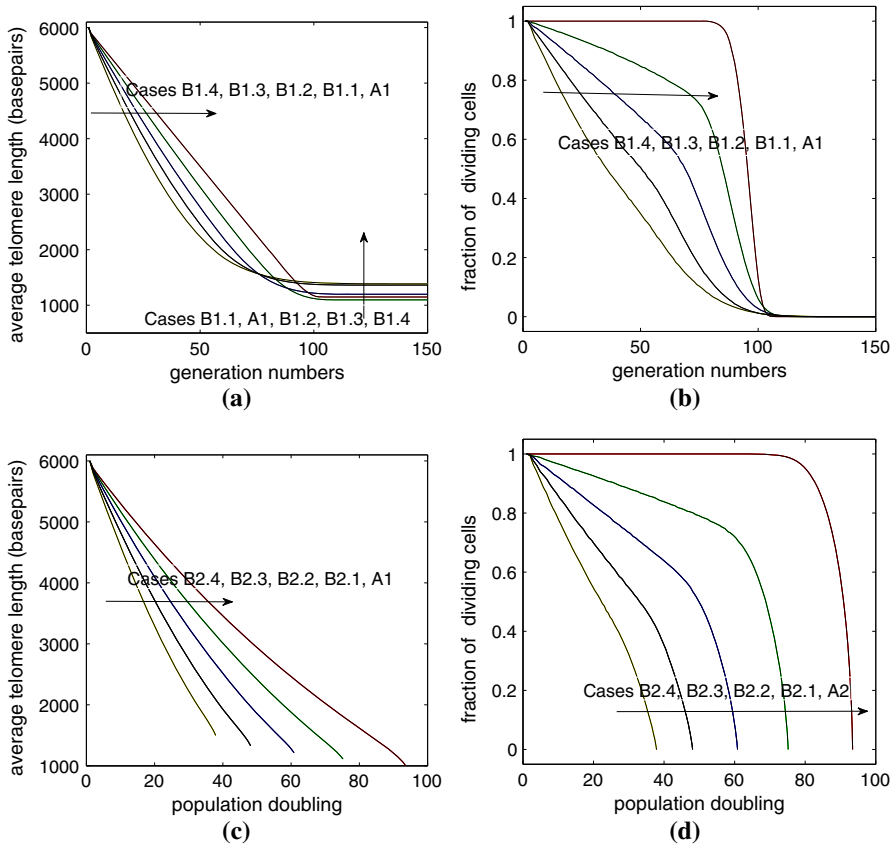 6000
5000
4000
3000
2000
1000
0
50
100
150
average telomere length (basepairs)
generation numbers
Cases B1.4, B1.3, B1.2, B1.1, A1
Cases B1.1, A1, B1.2, B1.3, B1.4
(a)
1
0.8
0.6
0.4
0.2
0
0
50
100
150
fraction of dividing cells
generation numbers
Cases B1.4, B1.3, B1.2, B1.1, A1
(b)
6000
5000
4000
3000
2000
1000
0
20
40
60
80
100
average telomere length (basepairs)
population doubling
Cases B2.4, B2.3, B2.2, B2.1, A1
(c)
1
0.8
0.6
0.4
0.2
0
0
20
40
60
80
100
fraction of dividing cells
population doubling
Cases B2.4, B2.3, B2.2, B2.1, A2
(d)